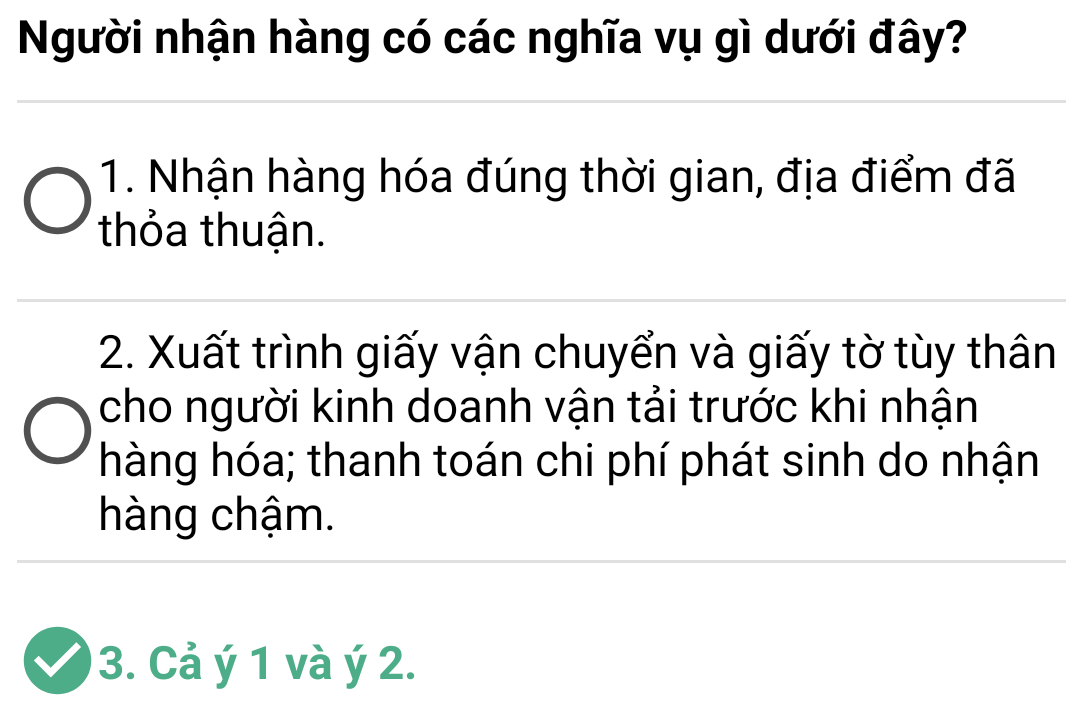 Người nhận hàng có các nghĩa vụ gì dưới đây?
1. Nhận hàng hóa đúng thời gian, địa điểm đã
thỏa thuận.
2. Xuất trình giấy vận chuyển và giấy tờ tùy thân
cho người kinh doanh vận tải trước khi nhận
hàng hóa; thanh toán chi phí phát sinh do nhận
hàng chậm.
3. Cả ý 1 và ý 2.